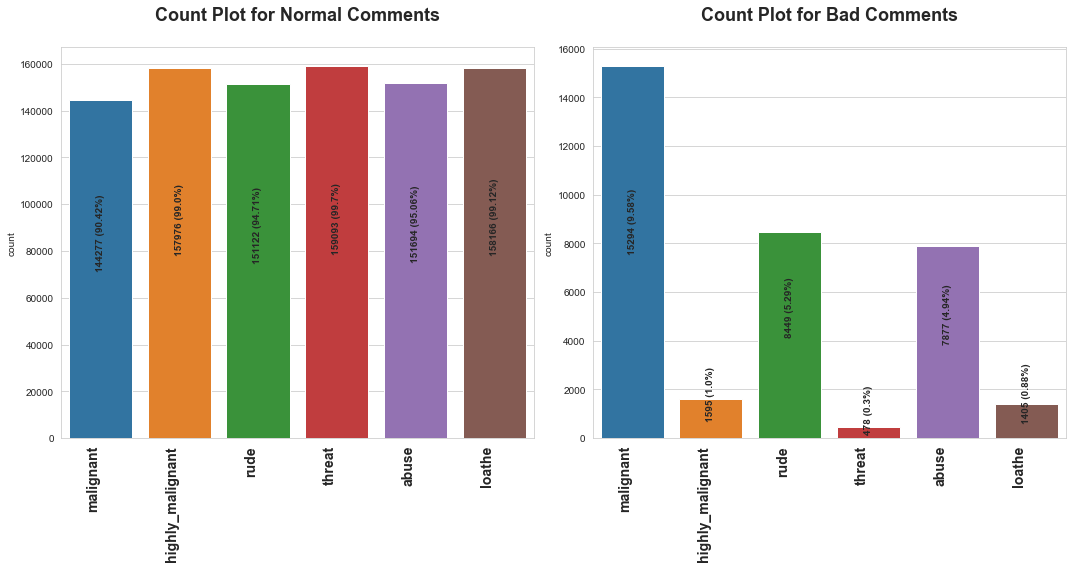 Count Plot for Normal Comments
count
160000
140000
120000
100000
80000
60000
40000
20000
0
144277 (90.42%)
157976 (99.0%)
151122 (94.71%)
159093 (99.7%)
151694 (95.06%)
158166 (99.12%)
malignant
highly_malignant
rude
threat
abuse
loathe
Count Plot for Bad Comments
count
16000
14000
12000
10000
8000
6000
4000
2000
0
15294 (9.58%)
1595 (1.0%)
8449 (5.29%)
478 (0.3%)
7877 (4.94%)
1405 (0.88%)
malignant
highly_malignant
rude
threat
abuse
loathe